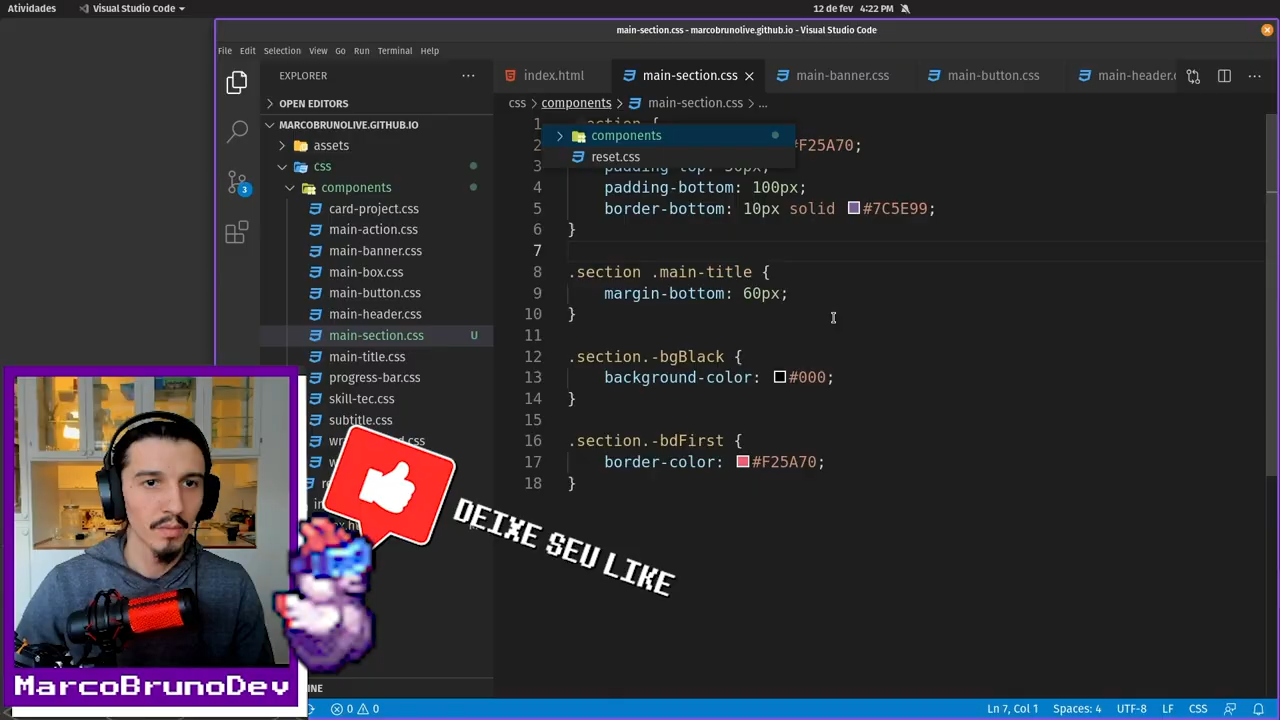 Atividades
Visual Studio Code
12 de fev 4:22 PM
main-section.css - marcobrunolive.github.io - Visual Studio Code
File Edit Selection View Go Run Terminal Help
EXPLORER
OPEN EDITORS
MARCOBRUNOLIVE.GITHUB.IO
assets
css
components
card-project.css
main-action.css
main-banner.css
main-box.css
main-button.css
main-header.css
main-section.css U
main-title.css
progress-bar.css
skill-tec.css
subtitle.css
3
index.html main-section.css main-banner.css main-button.css main-header.c
css > components > main-section.css > ...
components
reset.css
1
2 #F25A70;
3
4 padding-bottom: 100px;
5 border-bottom: 10px solid #7C5E99;
6 }
7
8 .section .main-title {
9 margin-bottom: 60px;
10 }
11
12 .section.-bgBlack {
13 background-color: #000;
14 }
15
16 .section.-bdFirst {
17 border-color: #F25A70;
18 }
DEIXE SEU LIKE
MarcoBrunoDev
0 0
Ln 7, Col 1 Spaces: 4 UTF-8 LF CSS